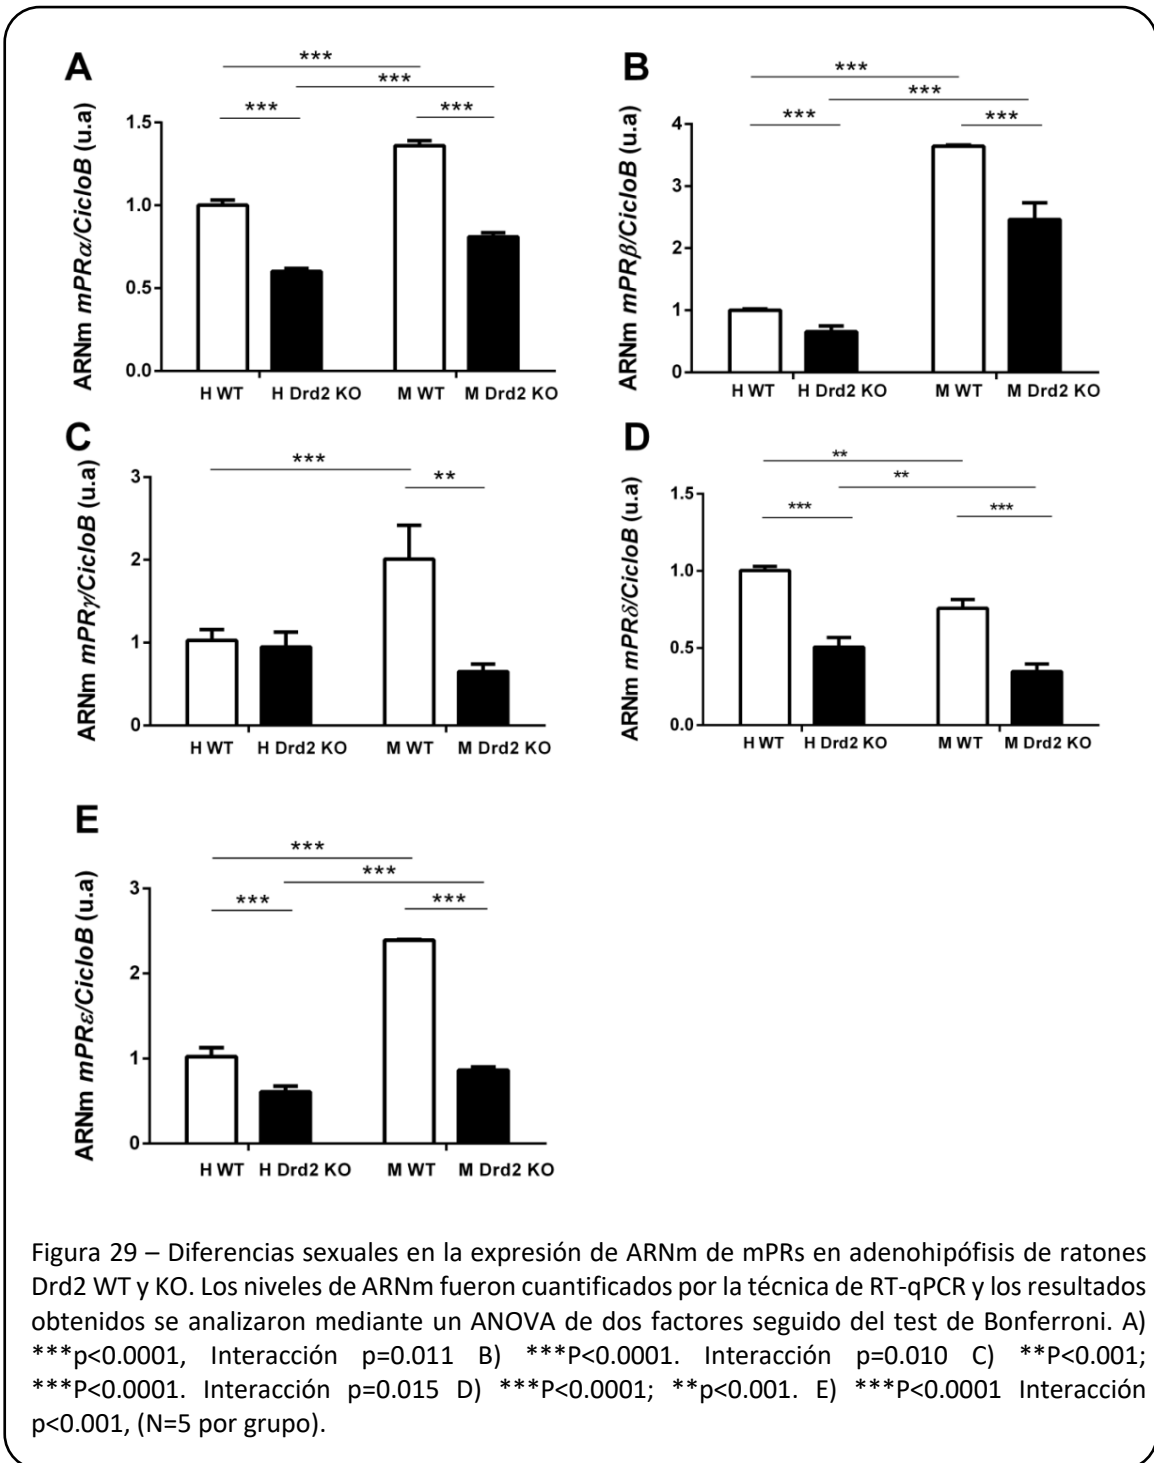 A
***
***
***
***
ARNm mPRα/CicloB (u.a)
1.5
1.0
0.5
0.0
H WT H Drd2 KO M WT M Drd2 KO
B
***
***
***
***
ARNm mPRβ/CicloB (u.a)
4
3
2
1
0
H WT H Drd2 KO M WT M Drd2 KO
C
***
**
ARNm mPRγ/CicloB (u.a)
3
2
1
0
H WT H Drd2 KO M WT M Drd2 KO
D
**
**
***
***
ARNm mPRδ/CicloB (u.a)
1.5
1.0
0.5
0.0
H WT H Drd2 KO M WT M Drd2 KO
E
***
***
***
***
ARNm mPRε/CicloB (u.a)
3
2
1
0
H WT H Drd2 KO M WT M Drd2 KO
Figura 29 – Diferencias sexuales en la expresión de ARNm de mPRs en adenohipófisis de ratones
Drd2 WT y KO. Los niveles de ARNm fueron cuantificados por la técnica de RT-qPCR y los resultados
obtenidos se analizaron mediante un ANOVA de dos factores seguido del test de Bonferroni. A)
***p<0.0001, Interacción p=0.011 B) ***P<0.0001. Interacción p=0.010 C) **P<0.001;
***P<0.0001. Interacción p=0.015 D) ***P<0.0001; **p<0.001. E) ***P<0.0001 Interacción
p<0.001, (N=5 por grupo).